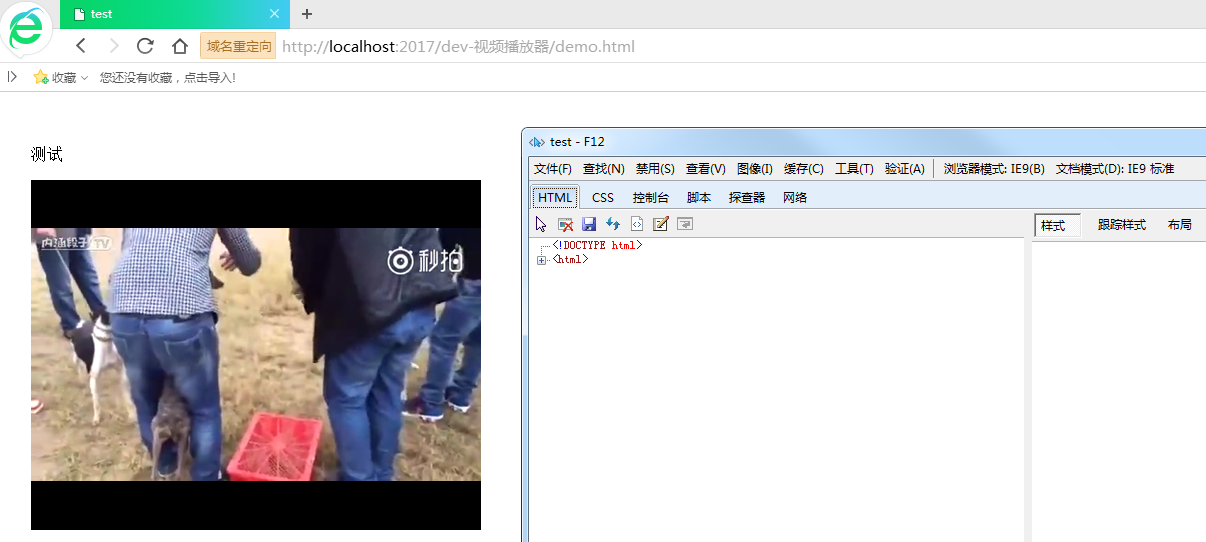 test
域名重定向 http://localhost:2017/dev-视频播放器/demo.html
收藏 您还没有收藏，点击导入!
测试
内涵段子TV
秒拍
test - F12
文件(F) 查找(N) 禁用(S) 查看(V) 图像(I) 缓存(C) 工具(T) 验证(A) 浏览器模式: IE9(B) 文档模式(D): IE9 标准
HTML CSS 控制台 脚本 探查器 网络
样式 跟踪样式 布局
<!DOCTYPE html>
<html>